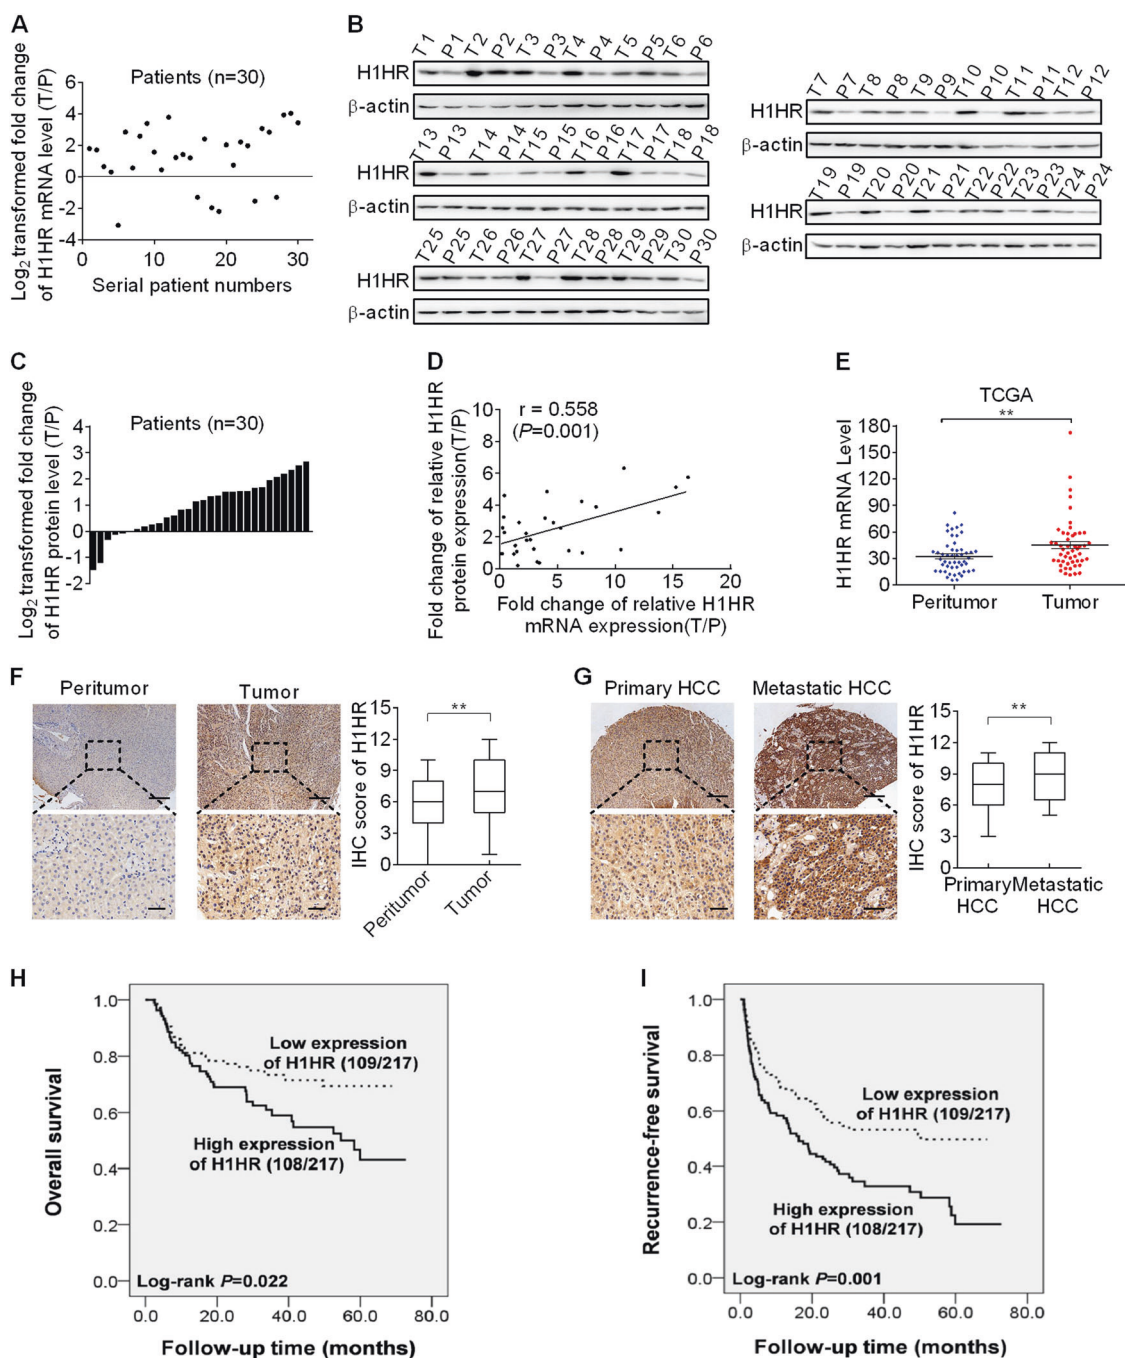 A
Log2 transformed fold change
of H1HR mRNA level (T/P)
Patients (n=30)
6
4
2
0
-2
-4
0 10 20 30
Serial patient numbers
B
T1 P1 T2 P2 T3 P3 T4 P4 T5 P5 T6 P6
H1HR
β-actin
T13 P13 T14 P14 T15 P15 T16 P16 T17 P17 T18 P18
H1HR
β-actin
T25 P25 T26 P26 T27 P27 T28 P28 T29 P29 T30 P30
H1HR
β-actin
T7 P7 T8 P8 T9 P9 T10 P10 T11 P11 T12 P12
H1HR
β-actin
T19 P19 T20 P20 T21 P21 T22 P22 T23 P23 T24 P24
H1HR
β-actin
C
Log2 transformed fold change
of H1HR protein level (T/P)
Patients (n=30)
4
3
2
1
0
-1
-2
D
Fold change of relative H1HR
protein expression(T/P)
r = 0.558
(P=0.001)
10
8
6
4
2
0
0 5 10 15 20
Fold change of relative H1HR
mRNA expression(T/P)
E
TCGA
**
H1HR mRNA Level
180
150
120
90
60
30
0
Peritumor Tumor
F
Peritumor Tumor
IHC score of H1HR
15
12
9
6
3
0
**
Peritumor
Tumor
G
Primary HCC Metastatic HCC
IHC score of H1HR
15
12
9
6
3
0
**
Primary Metastatic
HCC HCC
H
Overall survival
1.0
0.8
0.6
0.4
0.2
0.0
Low expression
of H1HR (109/217)
High expression
of H1HR (108/217)
Log-rank P=0.022
0.0 20.0 40.0 60.0 80.0
Follow-up time (months)
I
Recurrence-free survival
1.0
0.8
0.6
0.4
0.2
0.0
Low expression
of H1HR (109/217)
High expression
of H1HR (108/217)
Log-rank P=0.001
0.0 20.0 40.0 60.0 80.0
Follow-up time (months)